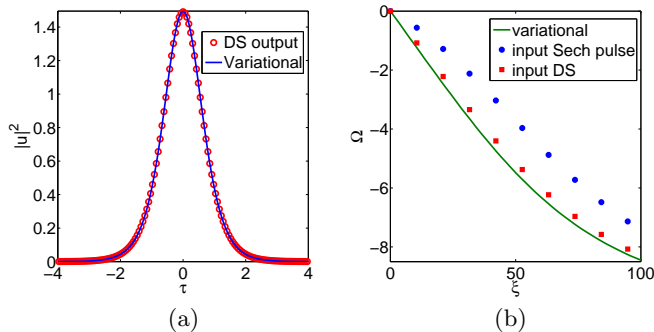 1.4
1.2
1
0.8
0.6
0.4
0.2
0
|u|²
DS output
Variational
−4
−2
0
2
4
τ
(a)
0
−2
−4
−6
−8
Ω
variational
input Sech pulse
input DS
0
50
100
ξ
(b)